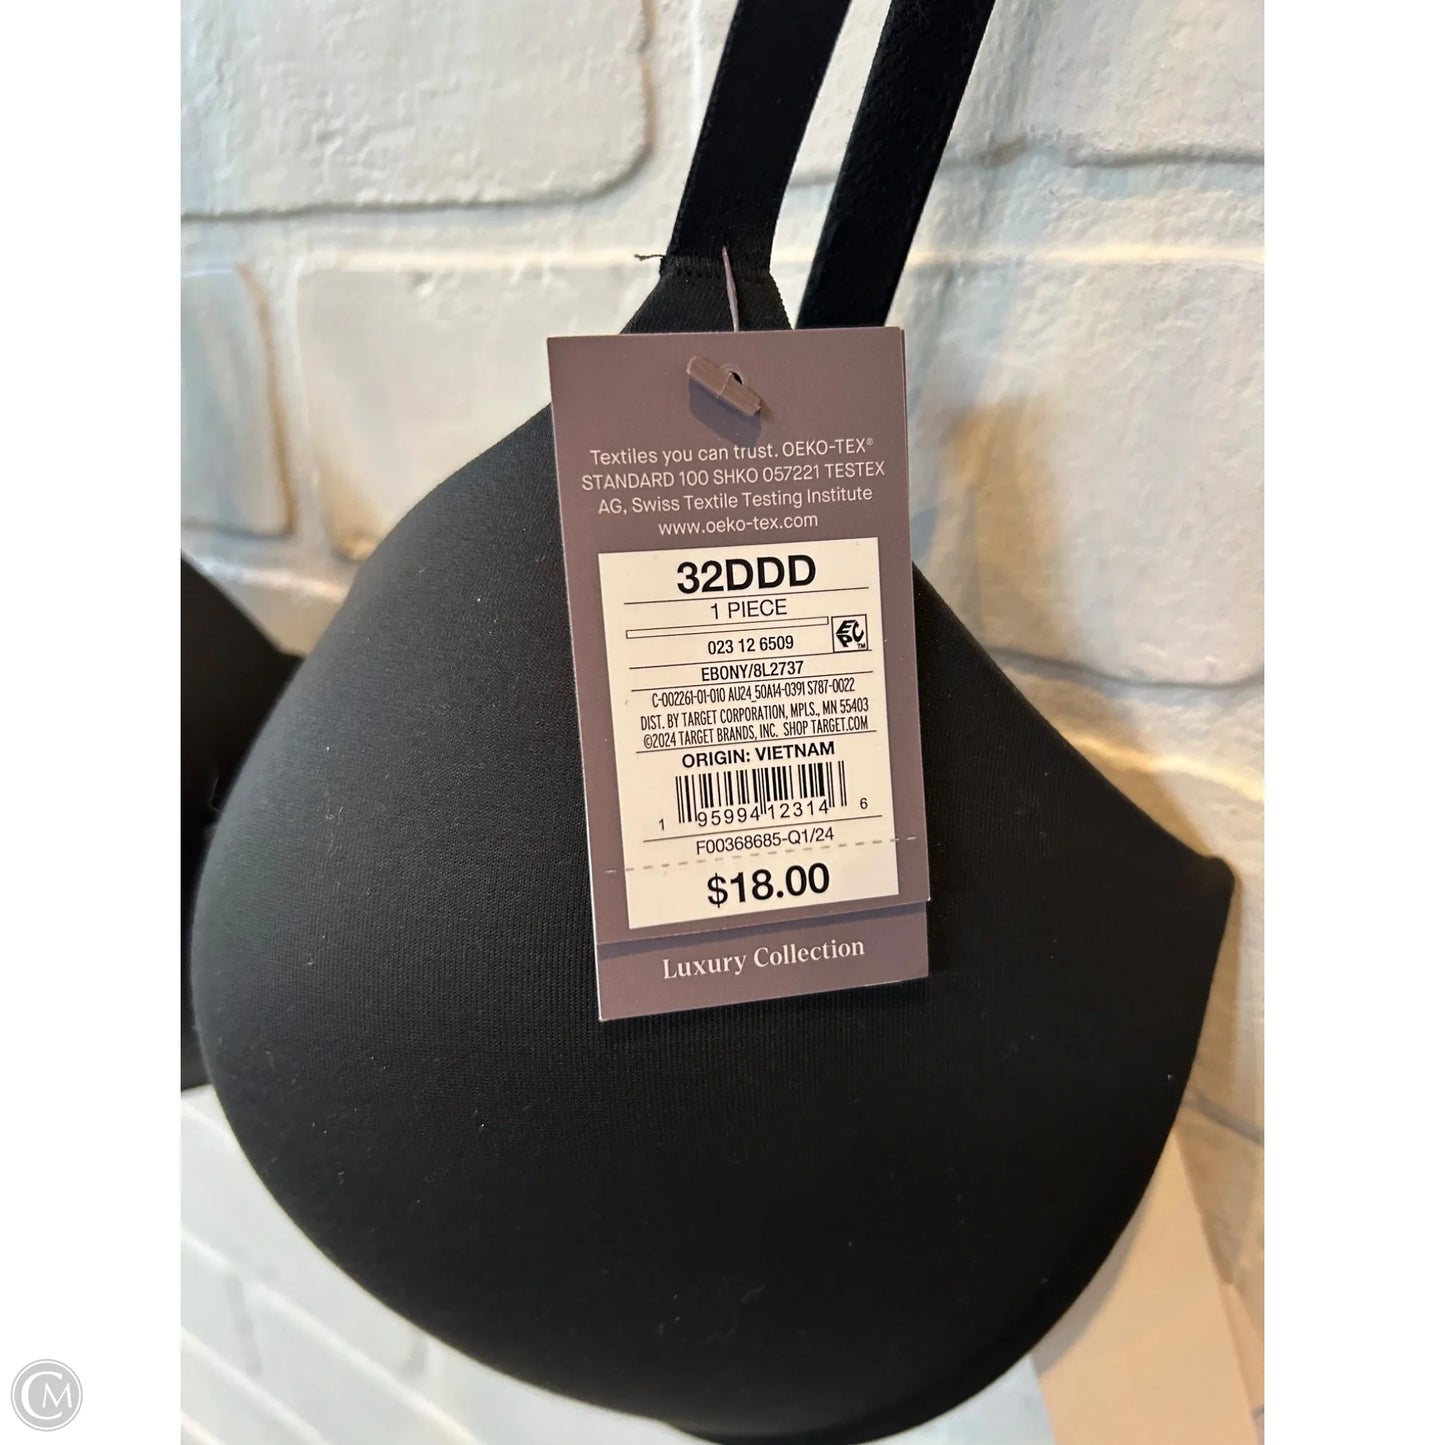 Textiles you can trust. OEKO-TEX®
STANDARD 100 SHKO 057221 TESTEX
AG, Swiss Textile Testing Institute
www.oeko-tex.com
32DDD
1 PIECE
023 12 6509
EPC™
EBONY/8L2737
C-002261-01-010 AU24_50A14-0391 S787-0022
DIST. BY TARGET CORPORATION, MPLS., MN 55403
©2024 TARGET BRANDS, INC. SHOP TARGET.COM
ORIGIN: VIETNAM
1 95994 12314 6
F00368685-Q1/24
$18.00
Luxury Collection
CM